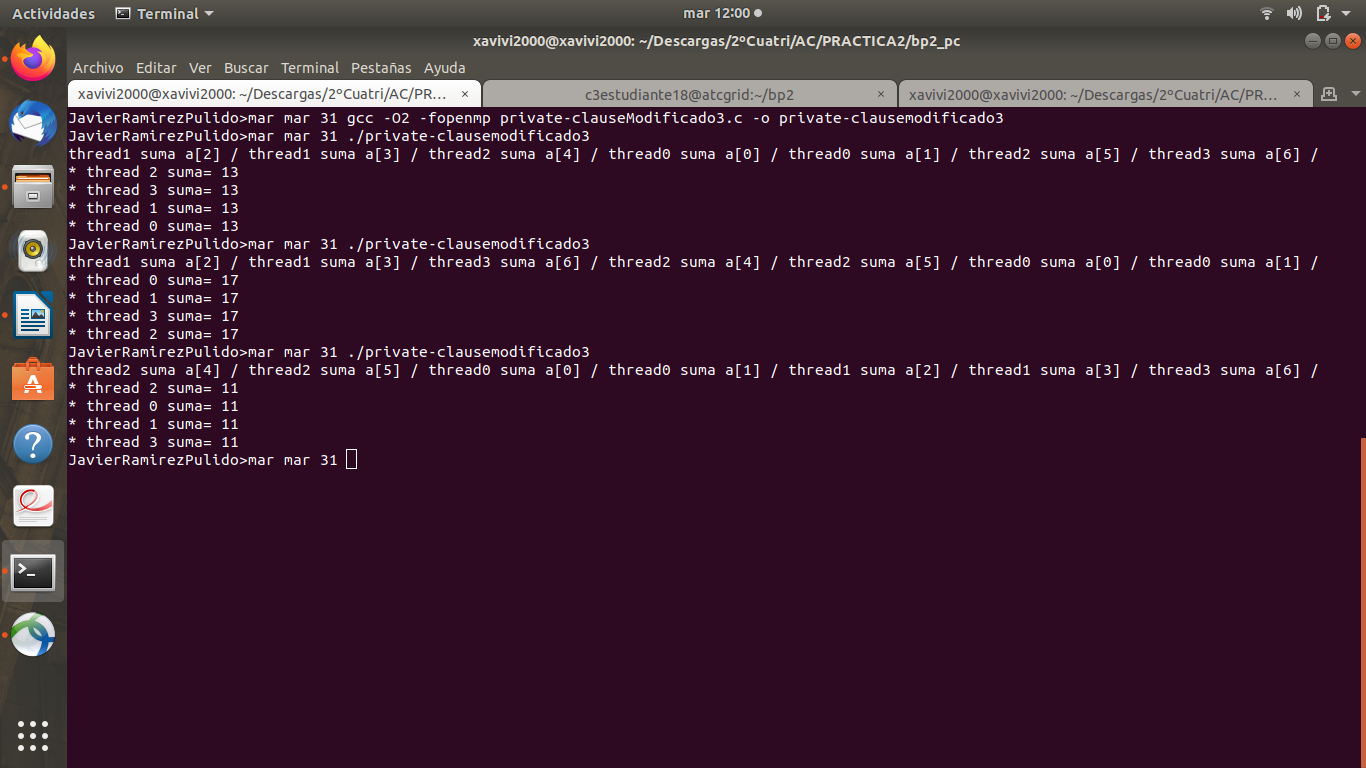 Actividades Terminal mar 12:00
xavivi2000@xavivi2000: ~/Descargas/2ºCuatri/AC/PRACTICA2/bp2_pc
Archivo Editar Ver Buscar Terminal Pestañas Ayuda
xavivi2000@xavivi2000: ~/Descargas/2ºCuatri/AC/PR... × c3estudiante18@atcgrid:~/bp2 × xavivi2000@xavivi2000: ~/Descargas/2ºCuatri/AC/PR... ×
JavierRamirezPulido>mar mar 31 gcc -O2 -fopenmp private-clauseModificado3.c -o private-clausemodificado3
JavierRamirezPulido>mar mar 31 ./private-clausemodificado3
thread1 suma a[2] / thread1 suma a[3] / thread2 suma a[4] / thread0 suma a[0] / thread0 suma a[1] / thread2 suma a[5] / thread3 suma a[6] /
* thread 2 suma= 13
* thread 3 suma= 13
* thread 1 suma= 13
* thread 0 suma= 13
JavierRamirezPulido>mar mar 31 ./private-clausemodificado3
thread1 suma a[2] / thread1 suma a[3] / thread3 suma a[6] / thread2 suma a[4] / thread2 suma a[5] / thread0 suma a[0] / thread0 suma a[1] /
* thread 0 suma= 17
* thread 1 suma= 17
* thread 3 suma= 17
* thread 2 suma= 17
JavierRamirezPulido>mar mar 31 ./private-clausemodificado3
thread2 suma a[4] / thread2 suma a[5] / thread0 suma a[0] / thread0 suma a[1] / thread1 suma a[2] / thread1 suma a[3] / thread3 suma a[6] /
* thread 2 suma= 11
* thread 0 suma= 11
* thread 1 suma= 11
* thread 3 suma= 11
JavierRamirezPulido>mar mar 31